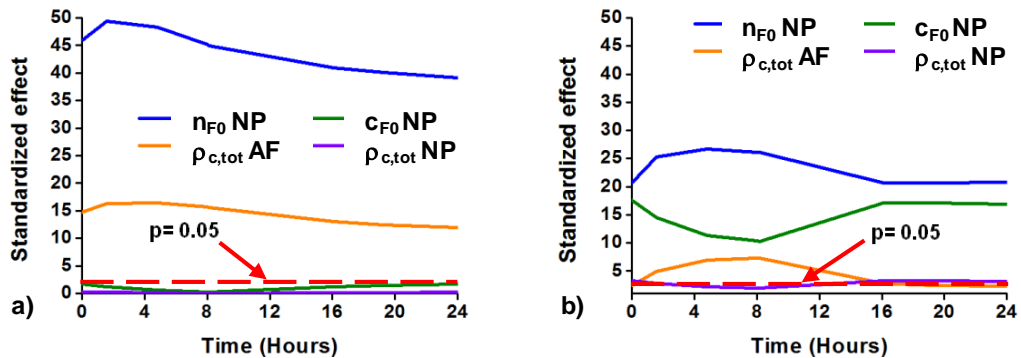 50
45
40
35
30
25
20
15
10
5
0
Standardized effect
n_F0 NP
c_F0 NP
ρ_c,tot AF
ρ_c,tot NP
p= 0.05
0 4 8 12 16 20 24
Time (Hours)
a)
n_F0 NP
c_F0 NP
ρ_c,tot AF
ρ_c,tot NP
50
45
40
35
30
25
20
15
10
5
Standardized effect
p= 0.05
0 4 8 12 16 20 24
Time (Hours)
b)